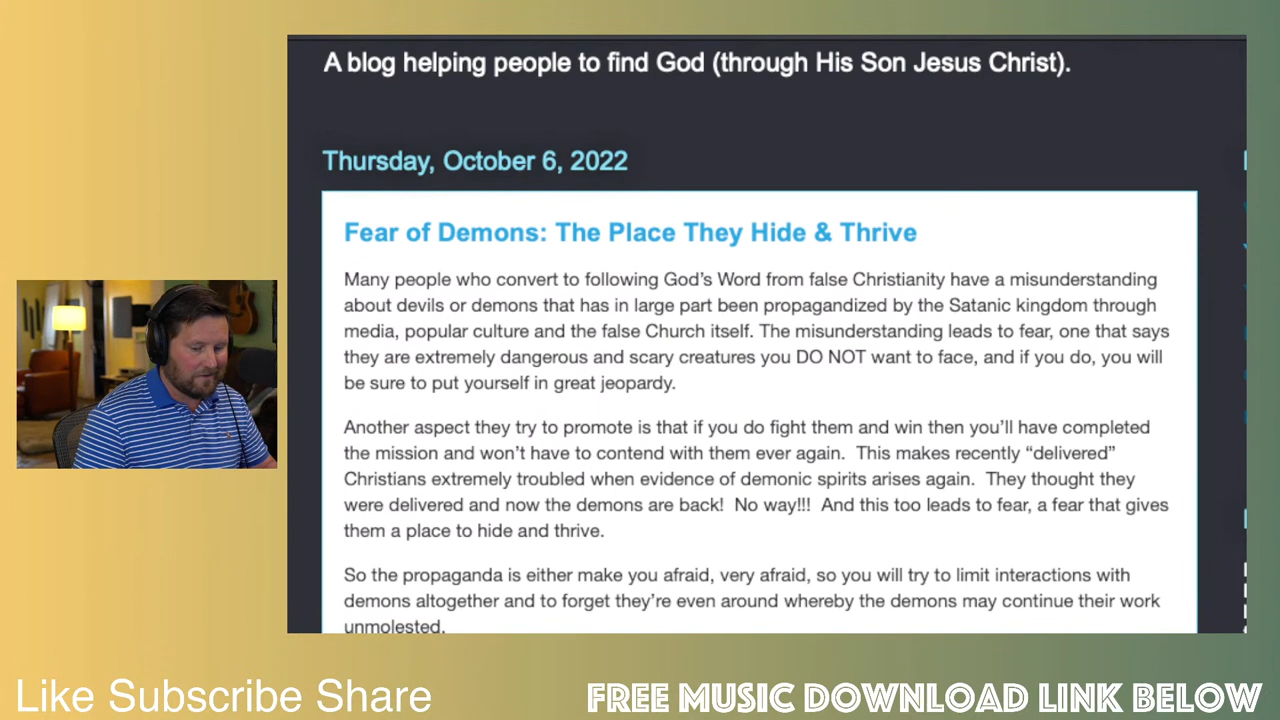 A blog helping people to find God (through His Son Jesus Christ).
Thursday, October 6, 2022
Fear of Demons: The Place They Hide & Thrive
Many people who convert to following God's Word from false Christianity have a misunderstanding
about devils or demons that has in large part been propagandized by the Satanic kingdom through
media, popular culture and the false Church itself. The misunderstanding leads to fear, one that says
they are extremely dangerous and scary creatures you DO NOT want to face, and if you do, you will
be sure to put yourself in great jeopardy.
Another aspect they try to promote is that if you do fight them and win then you'll have completed
the mission and won't have to contend with them ever again.  This makes recently “delivered”
Christians extremely troubled when evidence of demonic spirits arises again.  They thought they
were delivered and now the demons are back!  No way!!!  And this too leads to fear, a fear that gives
them a place to hide and thrive.
So the propaganda is either make you afraid, very afraid, so you will try to limit interactions with
demons altogether and to forget they're even around whereby the demons may continue their work
unmolested.
Like Subscribe Share
FREE MUSIC DOWNLOAD LINK BELOW